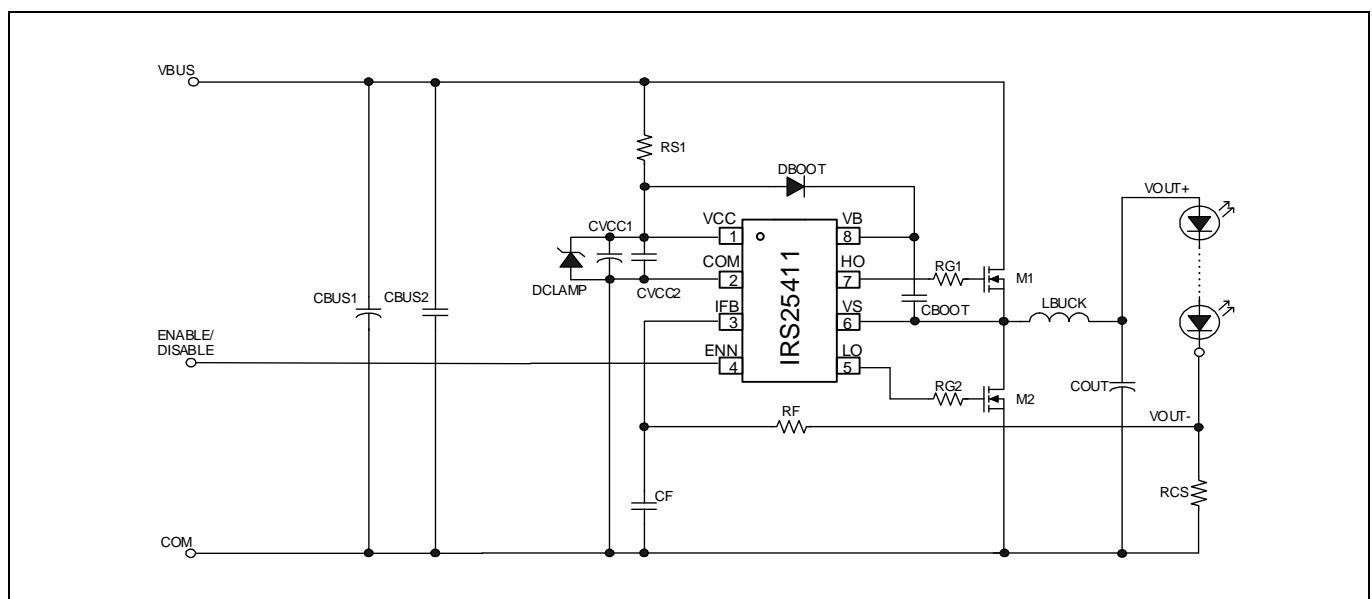 VBUS
RS1
DBOOT
VOUT+
CVCC1
VCC
VB
1
8
COM
HO
RG1
2
7
M1
DCLAMP
CVCC2
CBUS1
CBUS2
IFB
VS
CBOOT
LBUCK
3
6
ENABLE/
DISABLE
ENN
LO
4
5
IRS25411
RG2
M2
COUT
RF
VOUT-
CF
RCS
COM